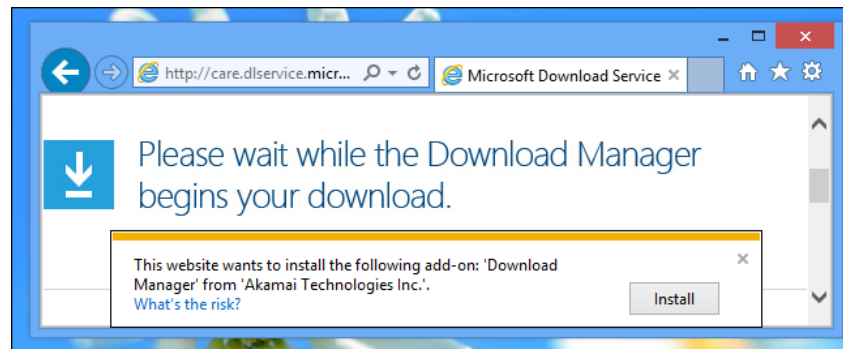 http://care.dlservice.micr...
Microsoft Download Service
Please wait while the Download Manager
begins your download.
This website wants to install the following add-on: 'Download
Manager' from 'Akamai Technologies Inc.'.
What's the risk?
Install